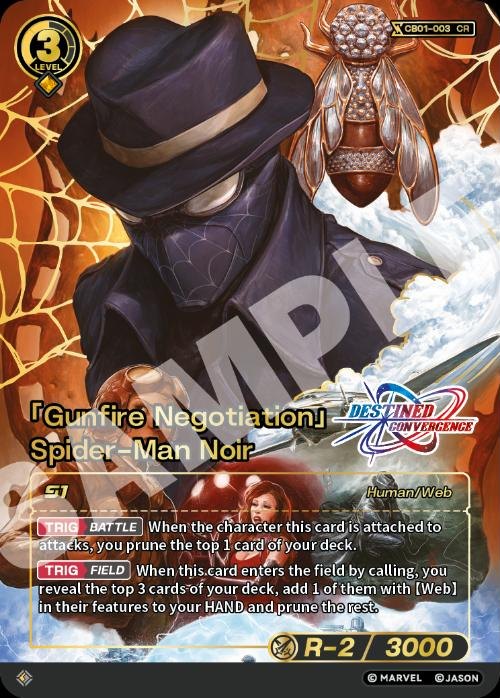 3
LEVEL
CB01-003 CR
SAMPLE
「Gunfire Negotiation」
Spider-Man Noir
DESTINED
CONVERGENCE
S1
Human/Web
TRIG BATTLE When the character this card is attached to
attacks, you prune the top 1 card of your deck.
TRIG FIELD When this card enters the field by calling, you
reveal the top 3 cards of your deck, add 1 of them with【Web】
in their features to your HAND and prune the rest.
R-2 / 3000
© MARVEL ©JASON